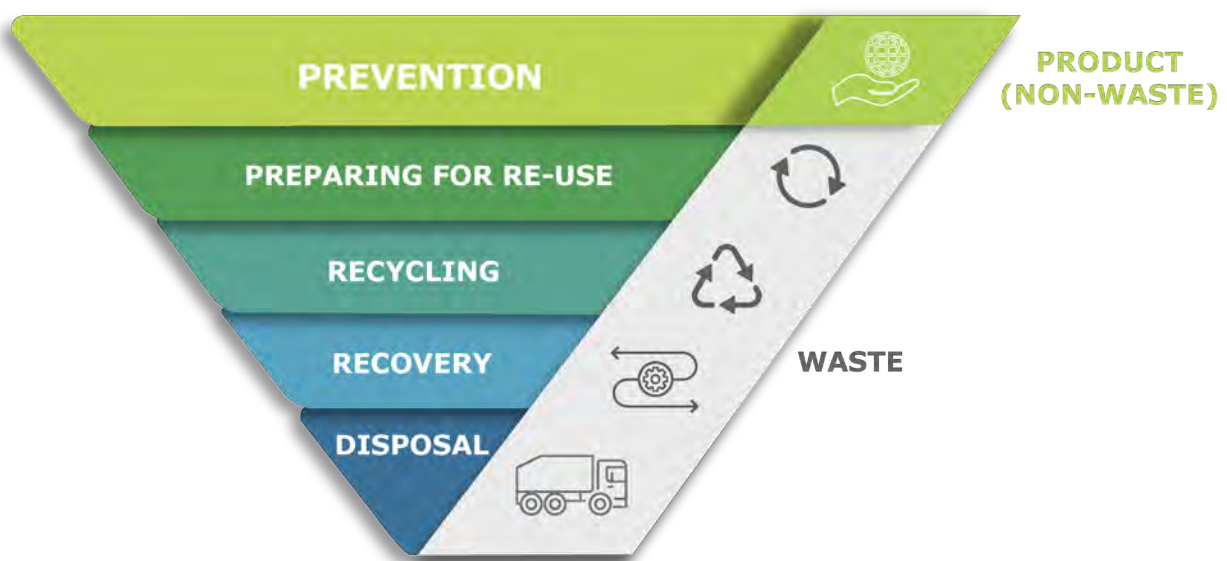 PREVENTION
PRODUCT
(NON-WASTE)
PREPARING FOR RE-USE
RECYCLING
RECOVERY
WASTE
DISPOSAL